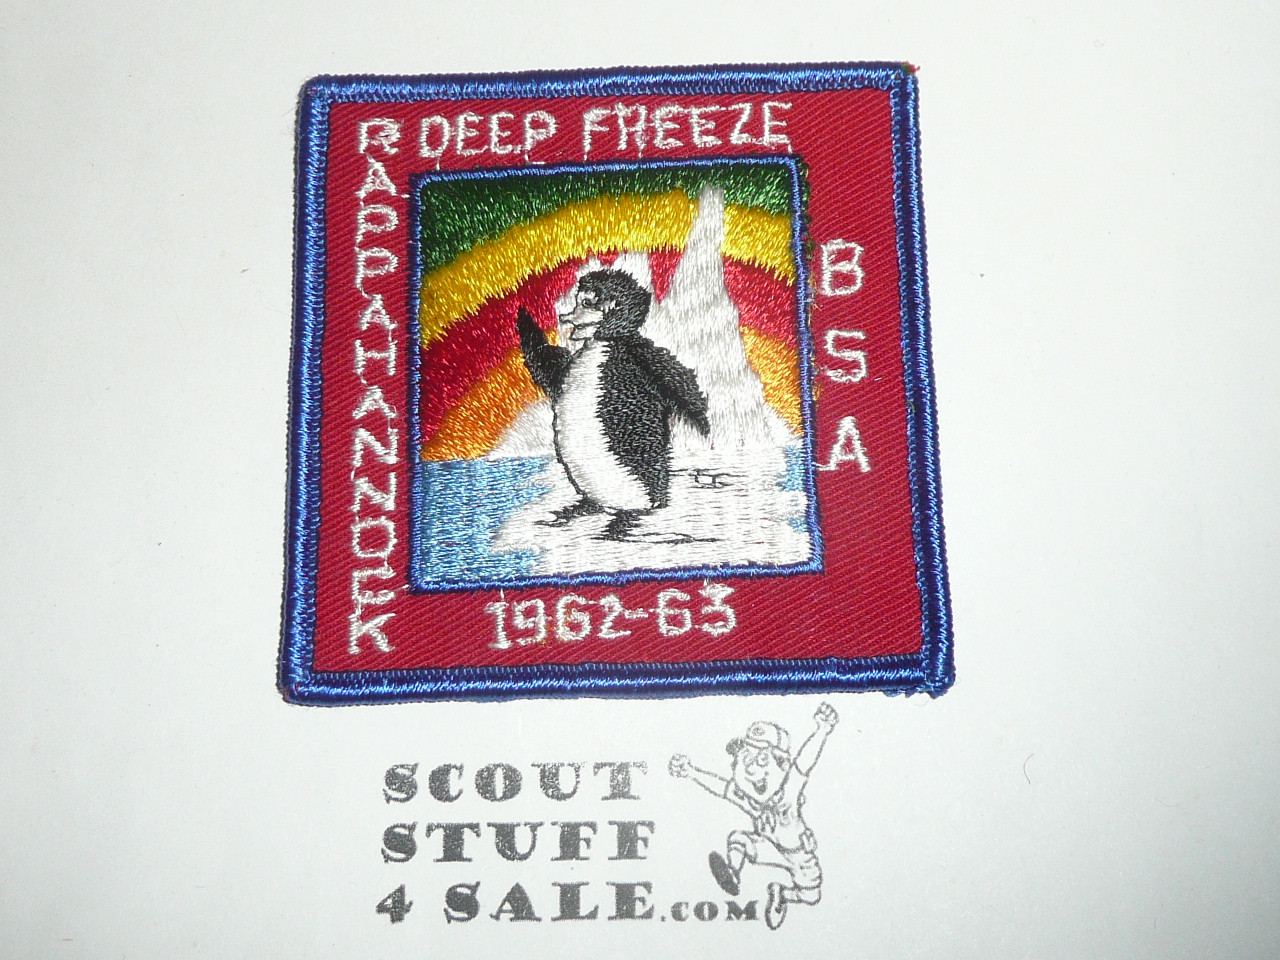 DEEP FREEZE
RAPPAHANNOCK
BSA
1962-63
SCOUT
STUFF
4 SALE.COM